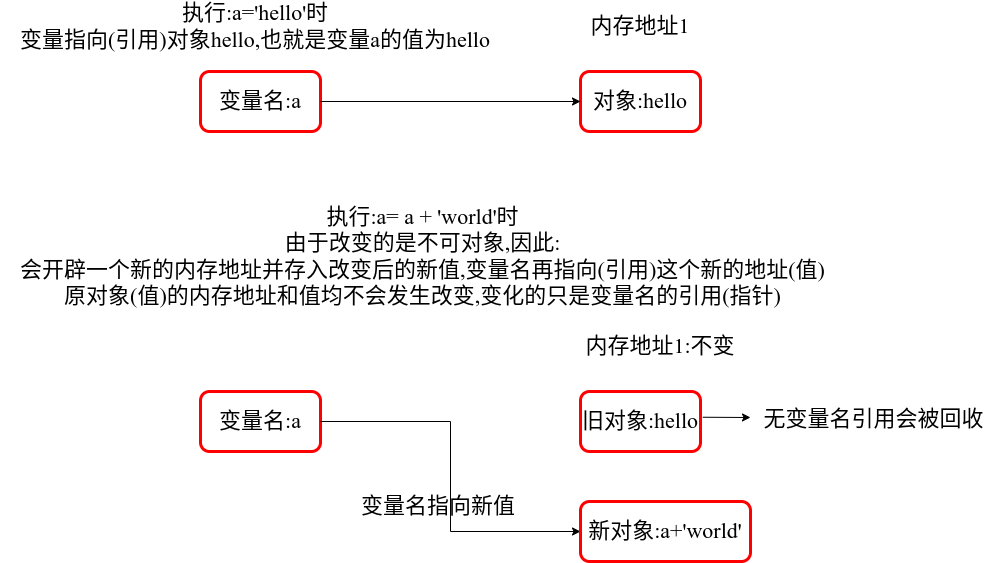 执行:a='hello'时
变量指向(引用)对象hello,也就是变量a的值为hello
内存地址1
变量名:a
对象:hello
执行:a= a + 'world'时
由于改变的是不可对象,因此:
会开辟一个新的内存地址并存入改变后的新值,变量名再指向(引用)这个新的地址(值)
原对象(值)的内存地址和值均不会发生改变,变化的只是变量名的引用(指针)
内存地址1:不变
变量名:a
旧对象:hello
无变量名引用会被回收
变量名指向新值
新对象:a+'world'